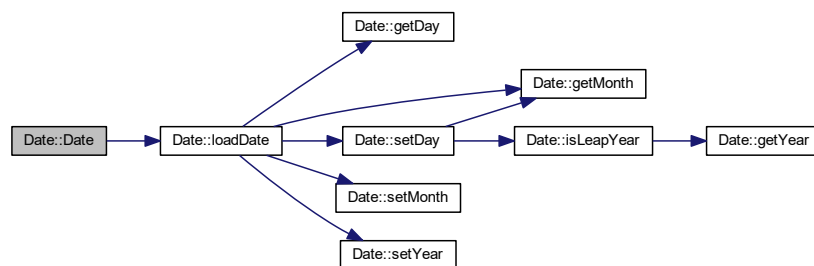 Date::getDay
Date::getMonth
Date::Date
Date::loadDate
Date::setDay
Date::isLeapYear
Date::getYear
Date::setMonth
Date::setYear